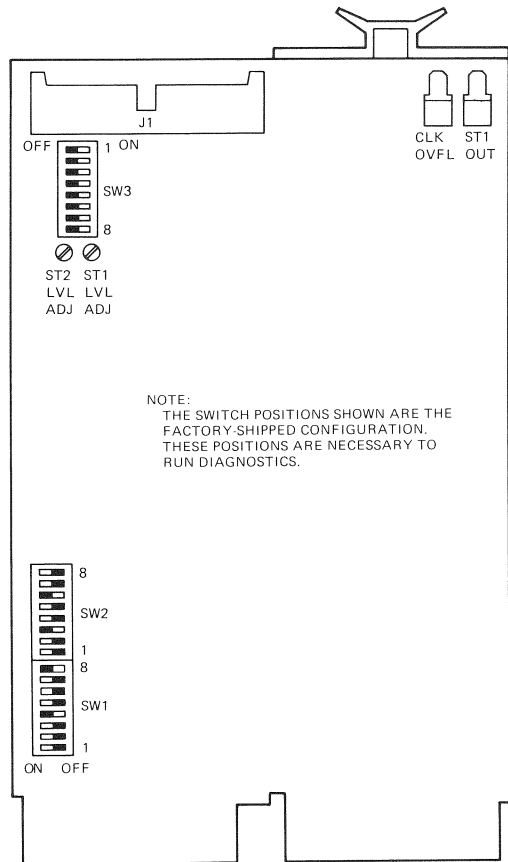 J1
CLK ST1
OVFL OUT
OFF 1 ON
SW3
8
ST2 ST1
LVL LVL
ADJ ADJ
NOTE:
THE SWITCH POSITIONS SHOWN ARE THE
FACTORY-SHIPPED CONFIGURATION.
THESE POSITIONS ARE NECESSARY TO
RUN DIAGNOSTICS.
8
SW2
1
8
SW1
1
ON OFF